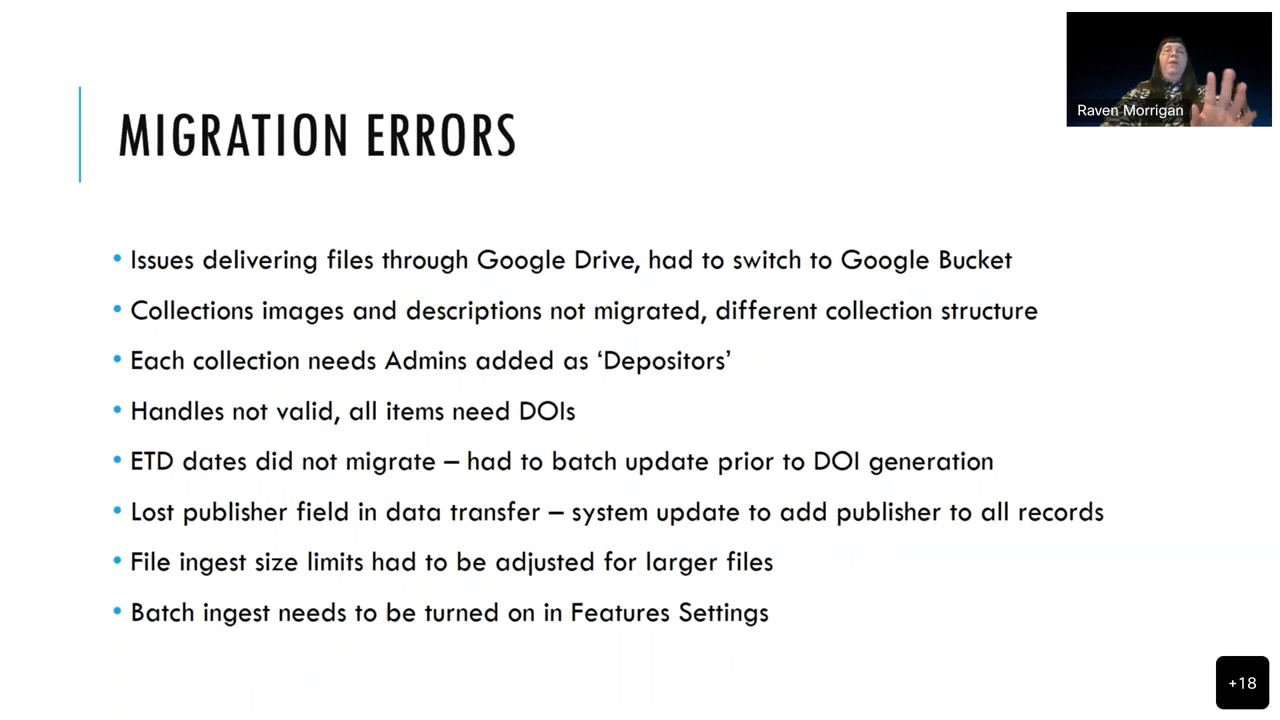 MIGRATION ERRORS
Raven Morrigan
• Issues delivering files through Google Drive, had to switch to Google Bucket
• Collections images and descriptions not migrated, different collection structure
• Each collection needs Admins added as ‘Depositors’
• Handles not valid, all items need DOIs
• ETD dates did not migrate – had to batch update prior to DOI generation
• Lost publisher field in data transfer – system update to add publisher to all records
• File ingest size limits had to be adjusted for larger files
• Batch ingest needs to be turned on in Features Settings
+18